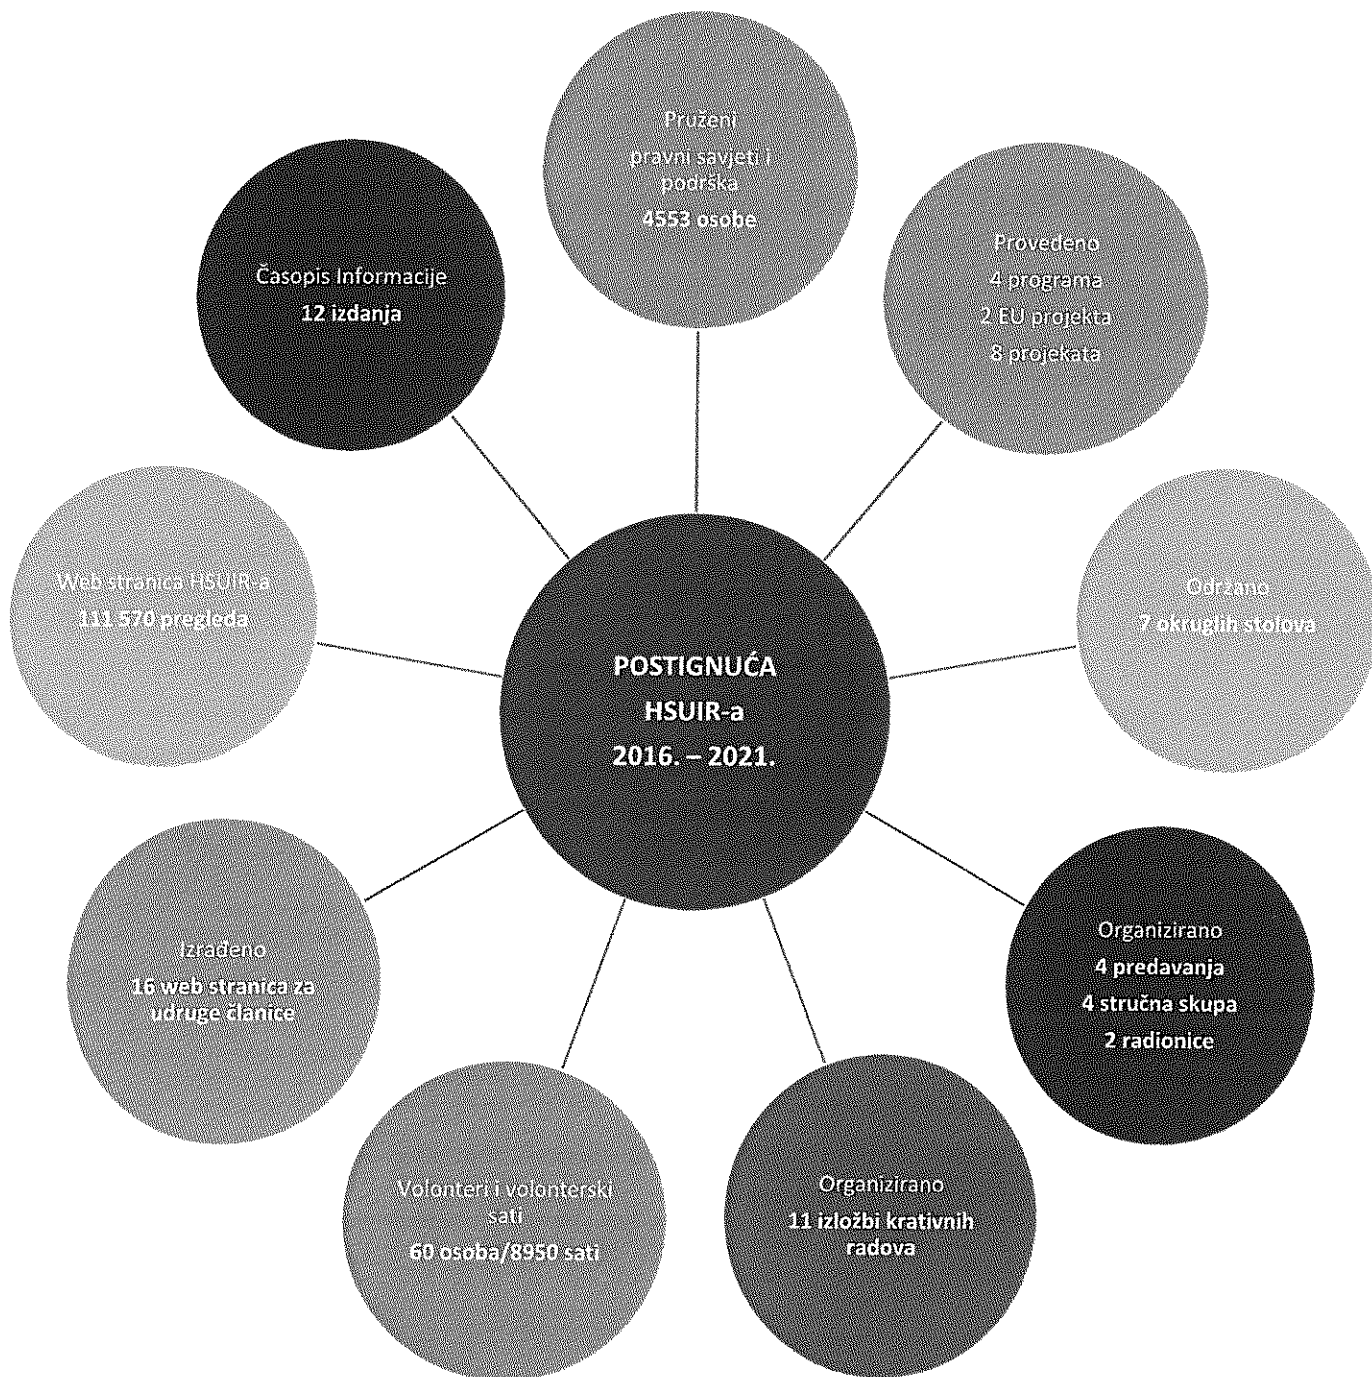 Pruženi
pravni savjeti i
podrška
4553 osobe
Provedeno
4 programa
2 EU projekta
8 projekata
Održano
7 okruglih stolova
Organizirano
4 predavanja
4 stručna skupa
2 radionice
Organizirano
11 izložbi krativnih
radova
Volonteri i volonterski
sati
60 osoba/8950 sati
Izrađeno
16 web stranica za
udruge članice
Web stranica HSUIR-a
111 570 pregleda
Časopis Informacije
12 izdanja
POSTIGNUĆA
HSUIR-a
2016. – 2021.